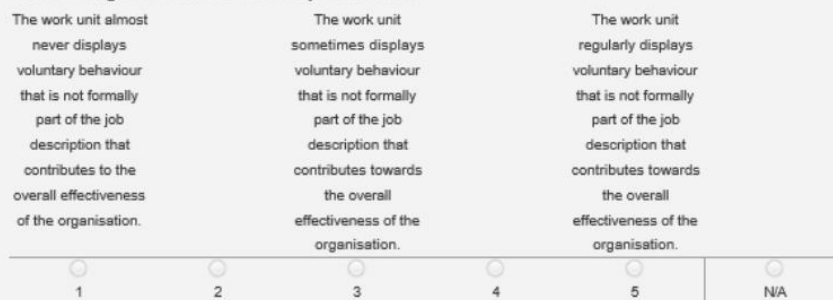 The work unit almost
never displays
voluntary behaviour
that is not formally
part of the job
description that
contributes to the
overall effectiveness
of the organisation.
The work unit
sometimes displays
voluntary behaviour
that is not formally
part of the job
description that
contributes towards
the overall
effectiveness of the
organisation.
The work unit
regularly displays
voluntary behaviour
that is not formally
part of the job
description that
contributes towards
the overall
effectiveness of the
organisation.
1 2 3 4 5 N/A